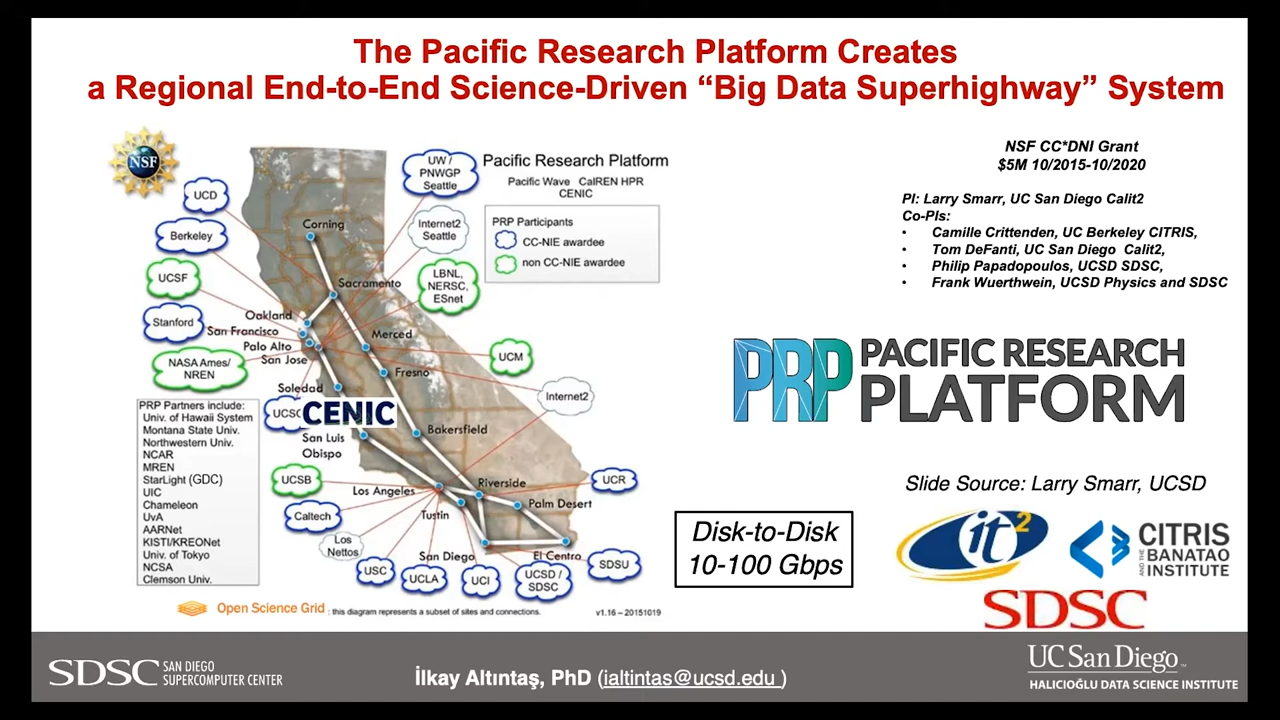 The Pacific Research Platform Creates
a Regional End-to-End Science-Driven “Big Data Superhighway” System
NSF
UCD
Berkeley
UCSF
Stanford
NASA Ames/
NREN
UW /
PNWGP
Seattle
Internet2
Seattle
LBNL,
NERSC,
ESnet
Pacific Research Platform
Pacific Wave CalREN HPR
CENIC
PRP Participants
CC-NIE awardee
non CC-NIE awardee
Corning
Sacramento
Oakland
San Francisco
Palo Alto
San Jose
Merced
Fresno
UCM
Soledad
Internet2
CENIC
San Luis
Obispo
Bakersfield
PRP Partners include:
Univ. of Hawaii System
Montana State Univ.
Northwestern Univ.
NCAR
MREN
StarLight (GDC)
UIC
Chameleon
UvA
AARNet
KISTI/KREONet
Univ. of Tokyo
NCSA
Clemson Univ.
UCSB
Caltech
Los
Nettos
Los Angeles
Riverside
UCR
Tustin
Palm Desert
San Diego
El Centro
USC
UCLA
UCI
UCSD /
SDSC
SDSU
Open Science Grid : this diagram represents a subset of sites and connections.
v1.16 – 20151019
NSF CC*DNI Grant
$5M 10/2015-10/2020
PI: Larry Smarr, UC San Diego Calit2
Co-PIs:
• Camille Crittenden, UC Berkeley CITRIS,
• Tom DeFanti, UC San Diego Calit2,
• Philip Papadopoulos, UCSD SDSC,
• Frank Wuerthwein, UCSD Physics and SDSC
PRP PACIFIC RESEARCH
PLATFORM
Slide Source: Larry Smarr, UCSD
Disk-to-Disk
10-100 Gbps
it2
CITRIS
AND THE
BANATAO
INSTITUTE
SDSC
SDSC SAN DIEGO
SUPERCOMPUTER CENTER
İlkay Altıntaş, PhD (ialtintas@ucsd.edu )
UC San Diego
HALICIOĞLU DATA SCIENCE INSTITUTE